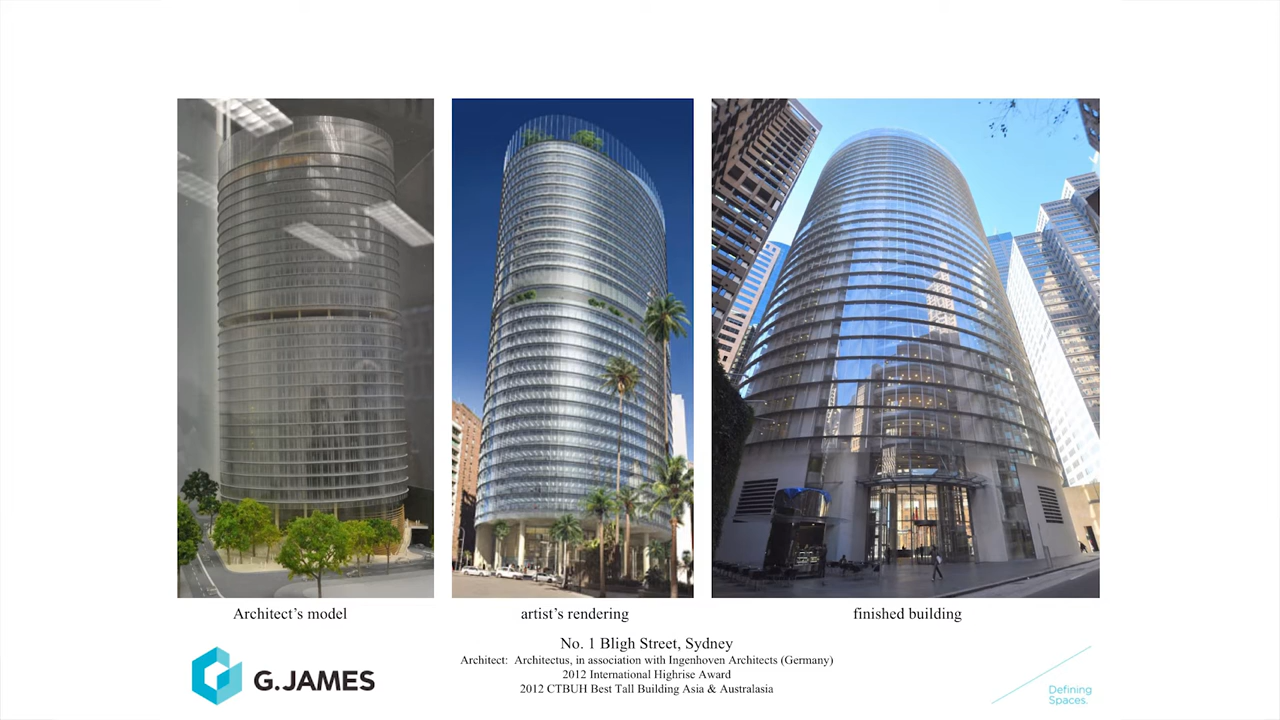 Architect's model
artist's rendering
finished building
No. 1 Bligh Street, Sydney
Architect:  Architectus, in association with Ingenhoven Architects (Germany)
2012 International Highrise Award
2012 CTBUH Best Tall Building Asia & Australasia
G.JAMES
Defining
Spaces.